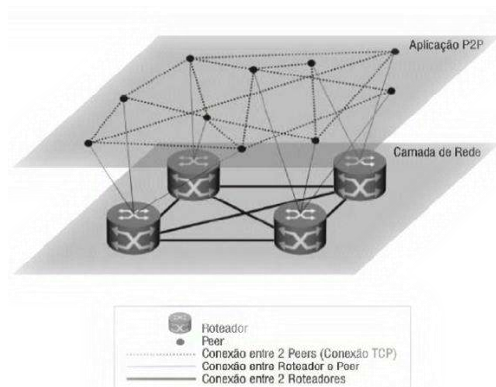 Aplicação P2P
Camada de Rede
Roteador
Peer
Conexão entre 2 Peers (Conexão TCP)
Conexão entre Roteador e Peer
Conexão entre 2 Roteadores